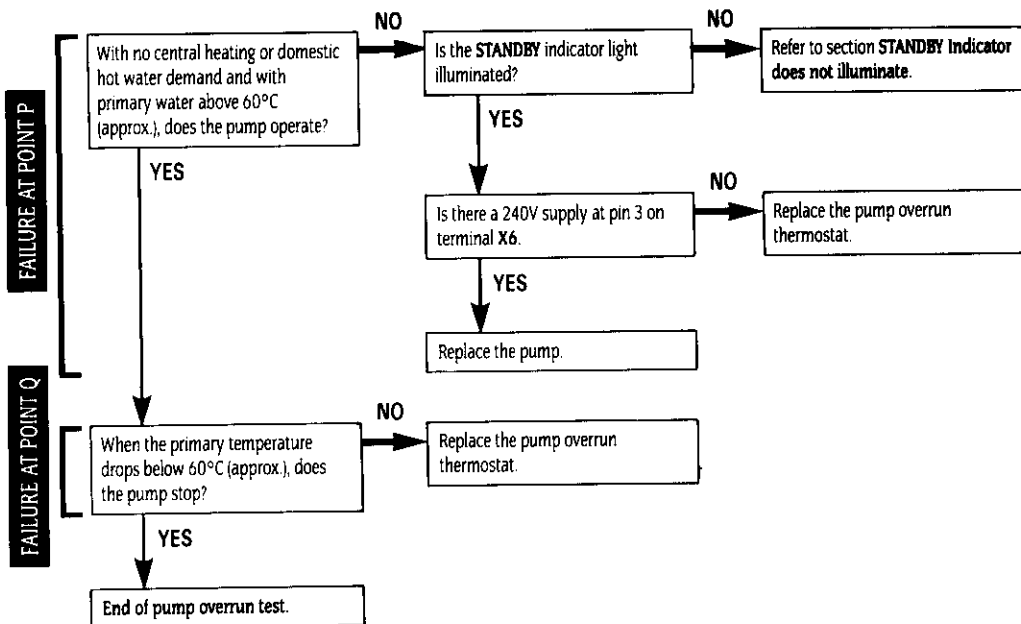 FAILURE AT POINT P
With no central heating or domestic
hot water demand and with
primary water above 60°C
(approx.), does the pump operate?
NO
Is the STANDBY indicator light
illuminated?
NO
Refer to section STANDBY Indicator
does not illuminate.
YES
YES
Is there a 240V supply at pin 3 on
terminal X6.
NO
Replace the pump overrun
thermostat.
YES
Replace the pump.
FAILURE AT POINT Q
When the primary temperature
drops below 60°C (approx.), does
the pump stop?
NO
Replace the pump overrun
thermostat.
YES
End of pump overrun test.